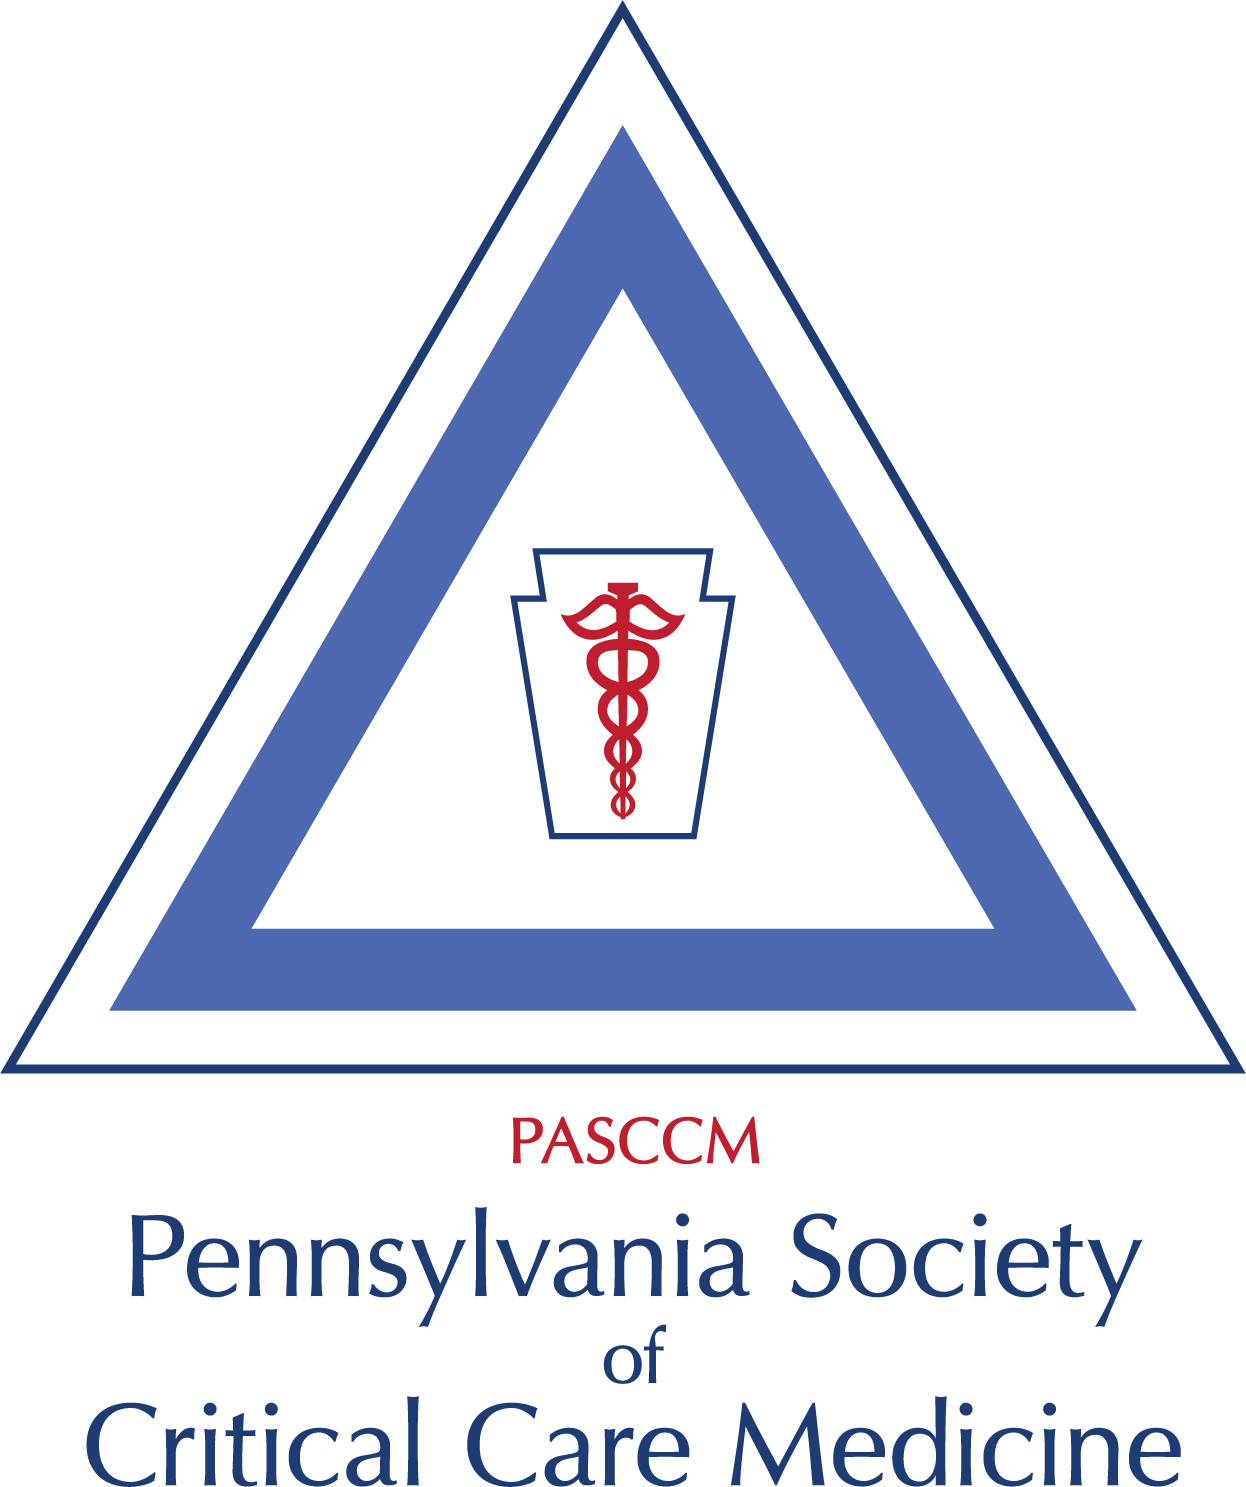 PASCCM
Pennsylvania Society
of
Critical Care Medicine